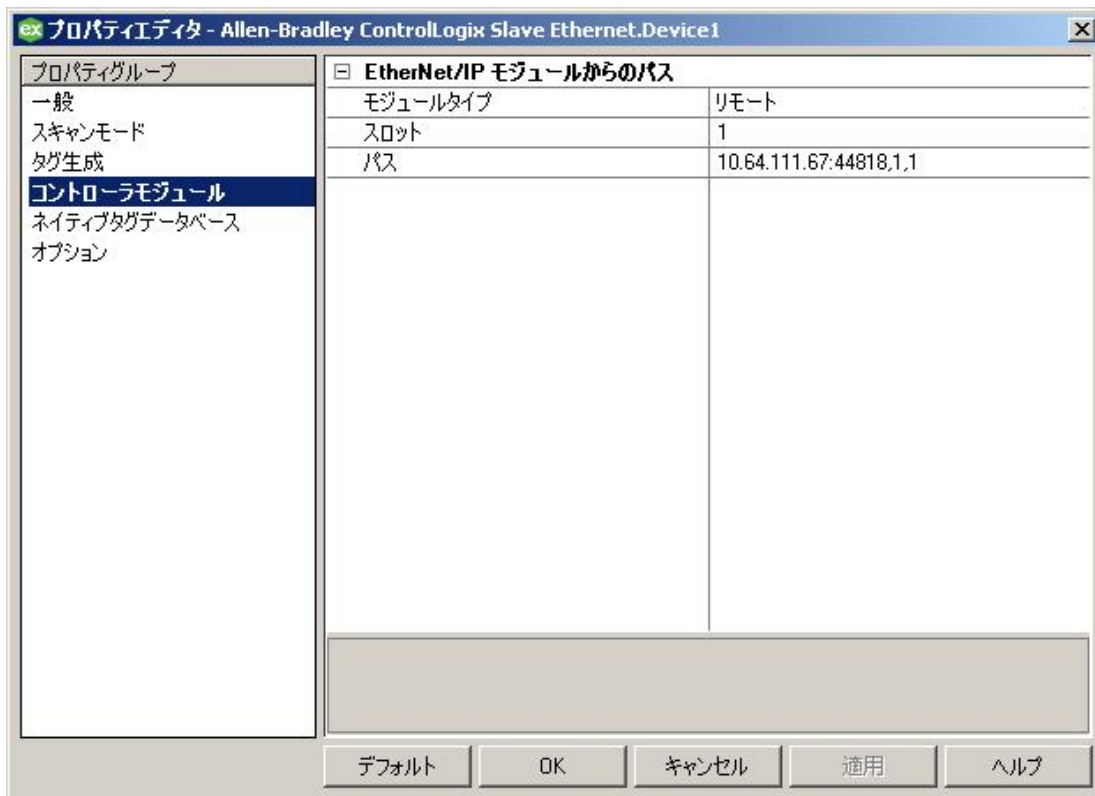 ex プロパティエディタ - Allen-Bradley ControlLogix Slave Ethernet.Device1
プロパティグループ
一般
スキャンモード
タグ生成
コントローラモジュール
ネイティブタグデータベース
オプション
EtherNet/IP モジュールからのパス
モジュールタイプ リモート
スロット 1
パス 10.64.111.67:44818,1,1
デフォルト OK キャンセル 適用 ヘルプ